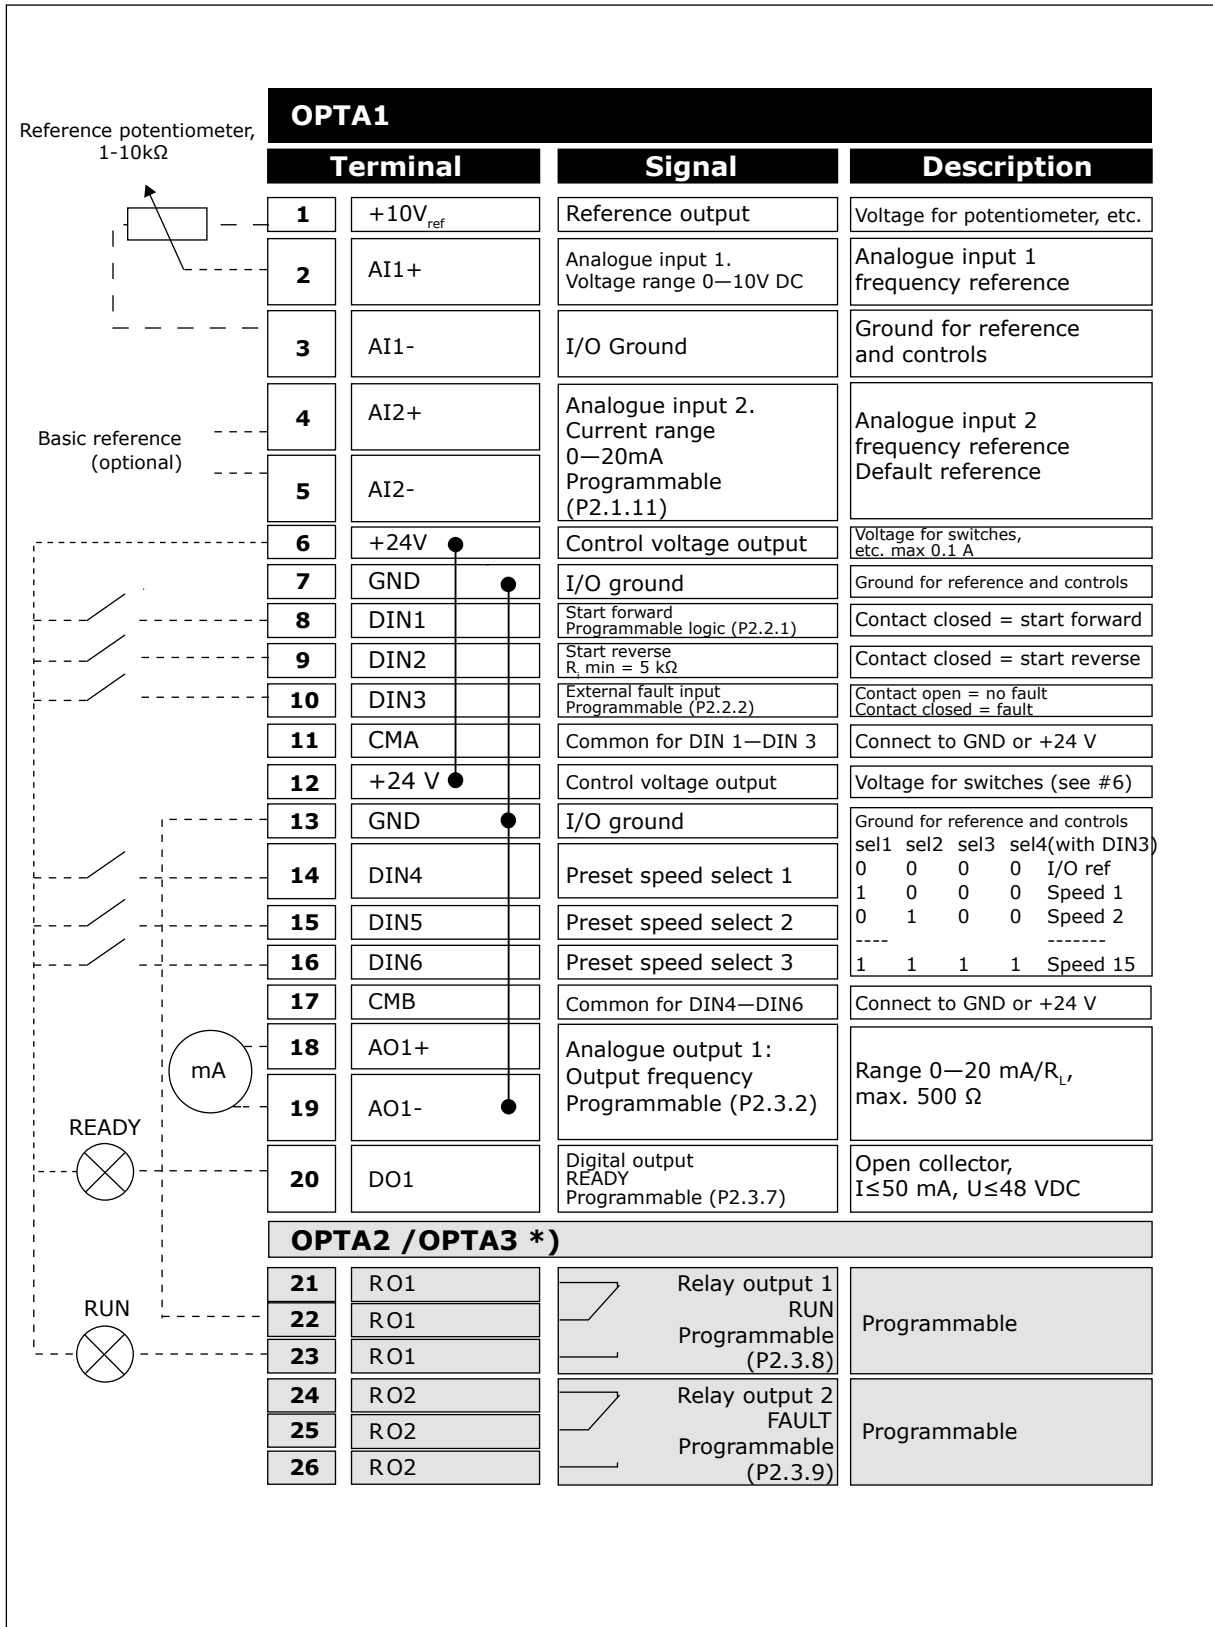 OPTA1
Reference potentiometer,
1-10kΩ
Terminal Signal Description
1 +10Vref Reference output Voltage for potentiometer, etc.
2 AI1+ Analogue input 1.
Voltage range 0—10V DC
Analogue input 1
frequency reference
3 AI1- I/O Ground
Ground for reference
and controls
Basic reference
(optional)
4 AI2+
5 AI2-
Analogue input 2.
Current range
0—20mA
Programmable
(P2.1.11)
Analogue input 2
frequency reference
Default reference
6 +24V Control voltage output
Voltage for switches,
etc. max 0.1 A
7 GND I/O ground Ground for reference and controls
8 DIN1
Start forward
Programmable logic (P2.2.1)
Contact closed = start forward
9 DIN2
Start reverse
Ri min = 5 kΩ
Contact closed = start reverse
10 DIN3
External fault input
Programmable (P2.2.2)
Contact open = no fault
Contact closed = fault
11 CMA Common for DIN 1—DIN 3 Connect to GND or +24 V
12 +24 V Control voltage output Voltage for switches (see #6)
13 GND I/O ground Ground for reference and controls
14 DIN4 Preset speed select 1
15 DIN5 Preset speed select 2
16 DIN6 Preset speed select 3
sel1 sel2 sel3 sel4(with DIN3)
0 0 0 0 I/O ref
1 0 0 0 Speed 1
0 1 0 0 Speed 2
---- -------
1 1 1 1 Speed 15
17 CMB Common for DIN4—DIN6 Connect to GND or +24 V
mA
18 AO1+
19 AO1-
Analogue output 1:
Output frequency
Programmable (P2.3.2)
Range 0—20 mA/RL,
max. 500 Ω
READY
20 DO1
Digital output
READY
Programmable (P2.3.7)
Open collector,
I≤50 mA, U≤48 VDC
OPTA2 /OPTA3 *)
RUN
21 RO1
22 RO1
23 RO1
Relay output 1
RUN
Programmable
(P2.3.8)
Programmable
24 RO2
25 RO2
26 RO2
Relay output 2
FAULT
Programmable
(P2.3.9)
Programmable